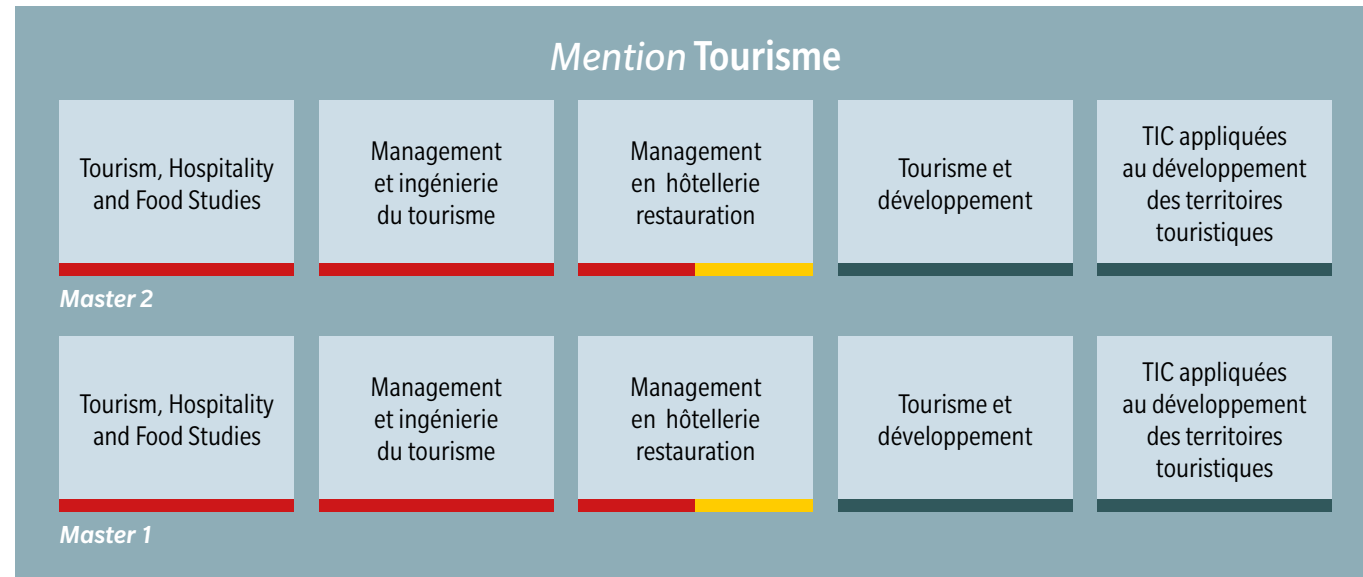 Mention Tourisme
Tourism, Hospitality
and Food Studies
Management
et ingénierie
du tourisme
Management
en hôtellerie
restauration
Tourisme et
développement
TIC appliquées
au développement
des territoires
touristiques
Master 2
Tourism, Hospitality
and Food Studies
Management
et ingénierie
du tourisme
Management
en hôtellerie
restauration
Tourisme et
développement
TIC appliquées
au développement
des territoires
touristiques
Master 1